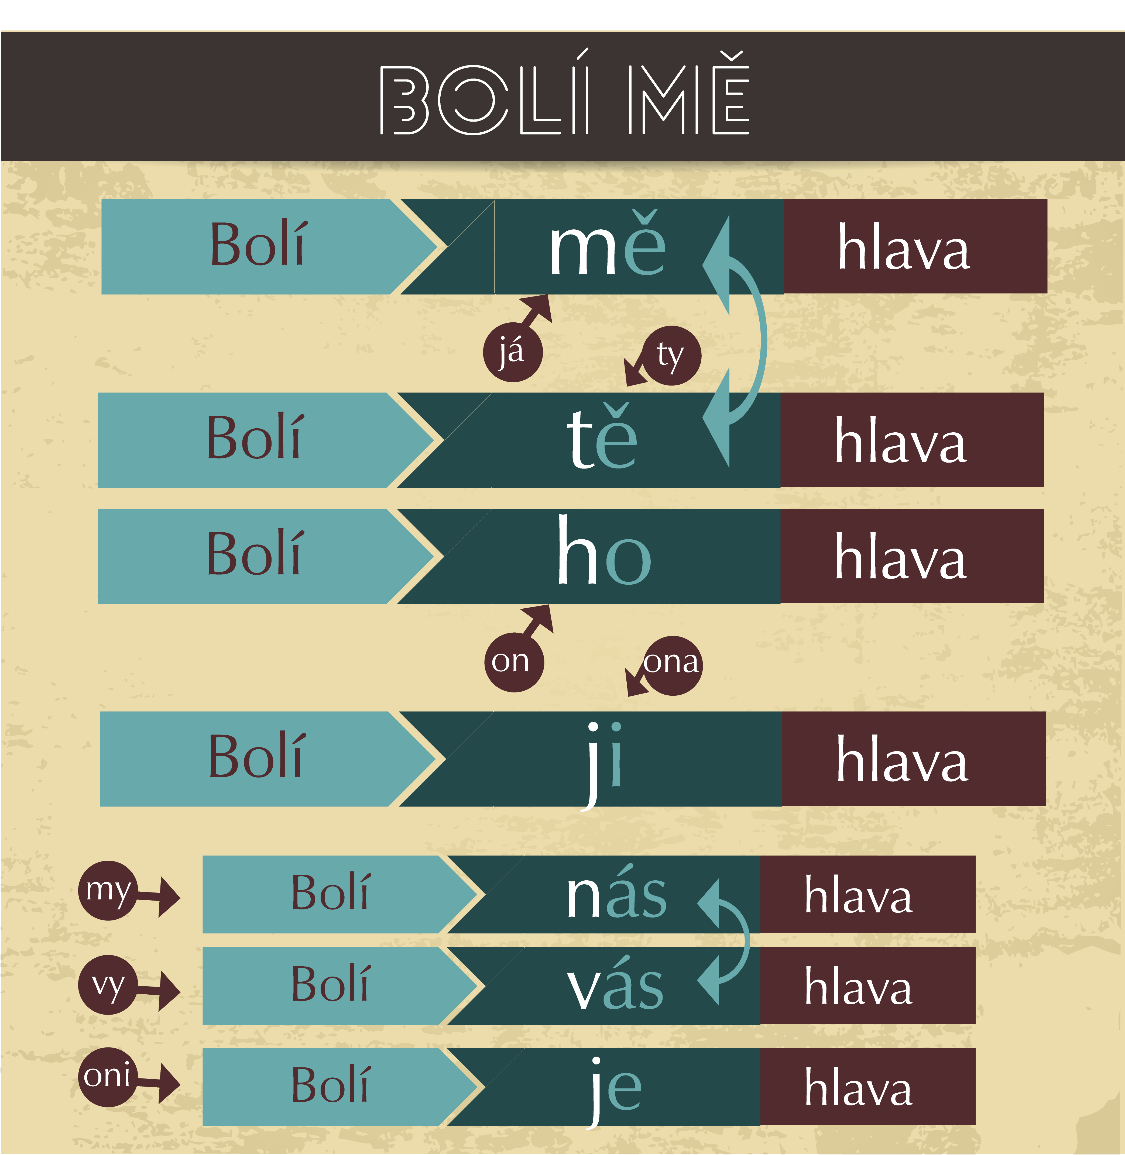 BOLÍ MĚ
Bolí mě hlava
já ty
Bolí tě hlava
Bolí ho hlava
on ona
Bolí ji hlava
my Bolí nás hlava
vy Bolí vás hlava
oni Bolí je hlava